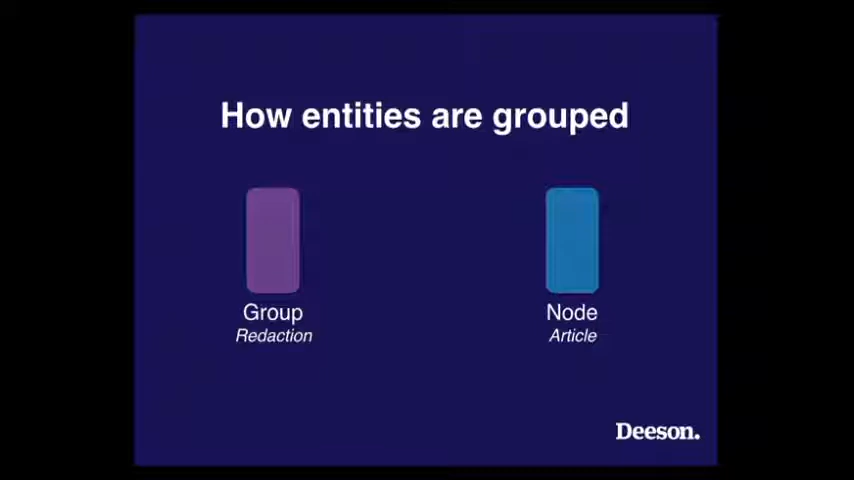 How entities are grouped
Group
Redaction
Node
Article
Deeson.